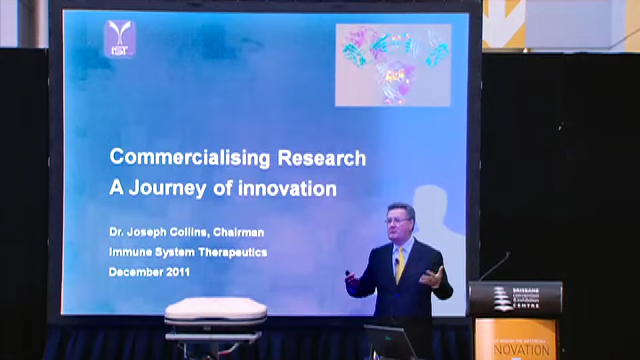 IST
Commercialising Research
A Journey of innovation
Dr. Joseph Collins, Chairman
Immune System Therapeutics
December 2011
BRISBANE
CONVENTION
& EXHIBITION
CENTRE
NOVATION